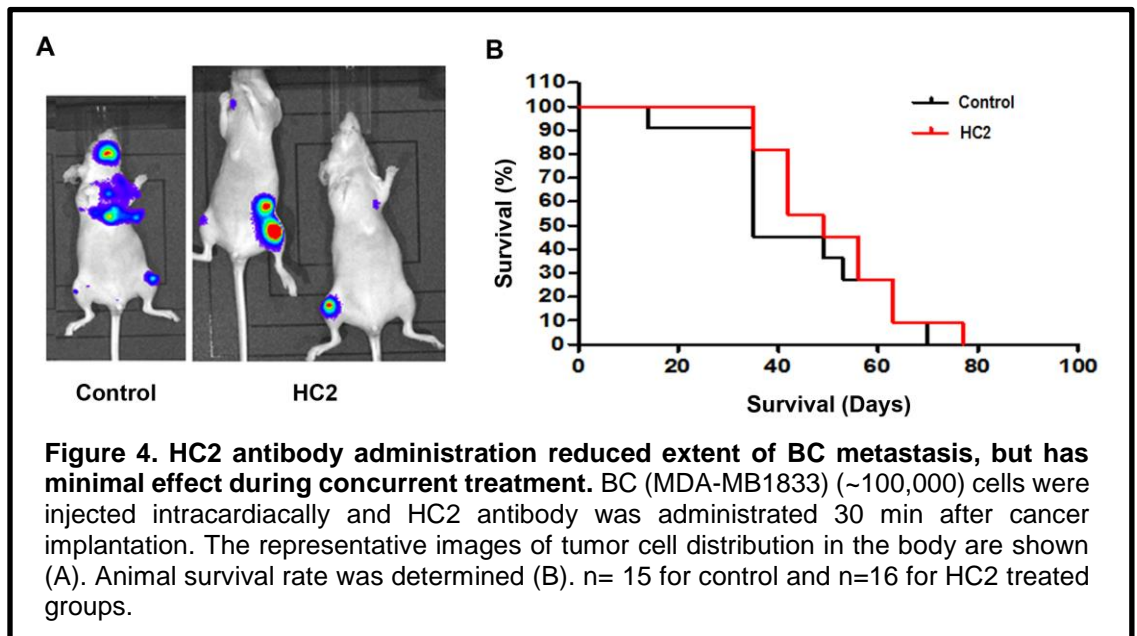 A
B
110
100
90
80
70
60
50
40
30
20
10
0
Survival (%)
Control
HC2
0 20 40 60 80 100
Survival (Days)
Control HC2
Figure 4. HC2 antibody administration reduced extent of BC metastasis, but has
minimal effect during concurrent treatment. BC (MDA-MB1833) (~100,000) cells were
injected intracardiacally and HC2 antibody was administrated 30 min after cancer
implantation. The representative images of tumor cell distribution in the body are shown
(A). Animal survival rate was determined (B). n= 15 for control and n=16 for HC2 treated
groups.